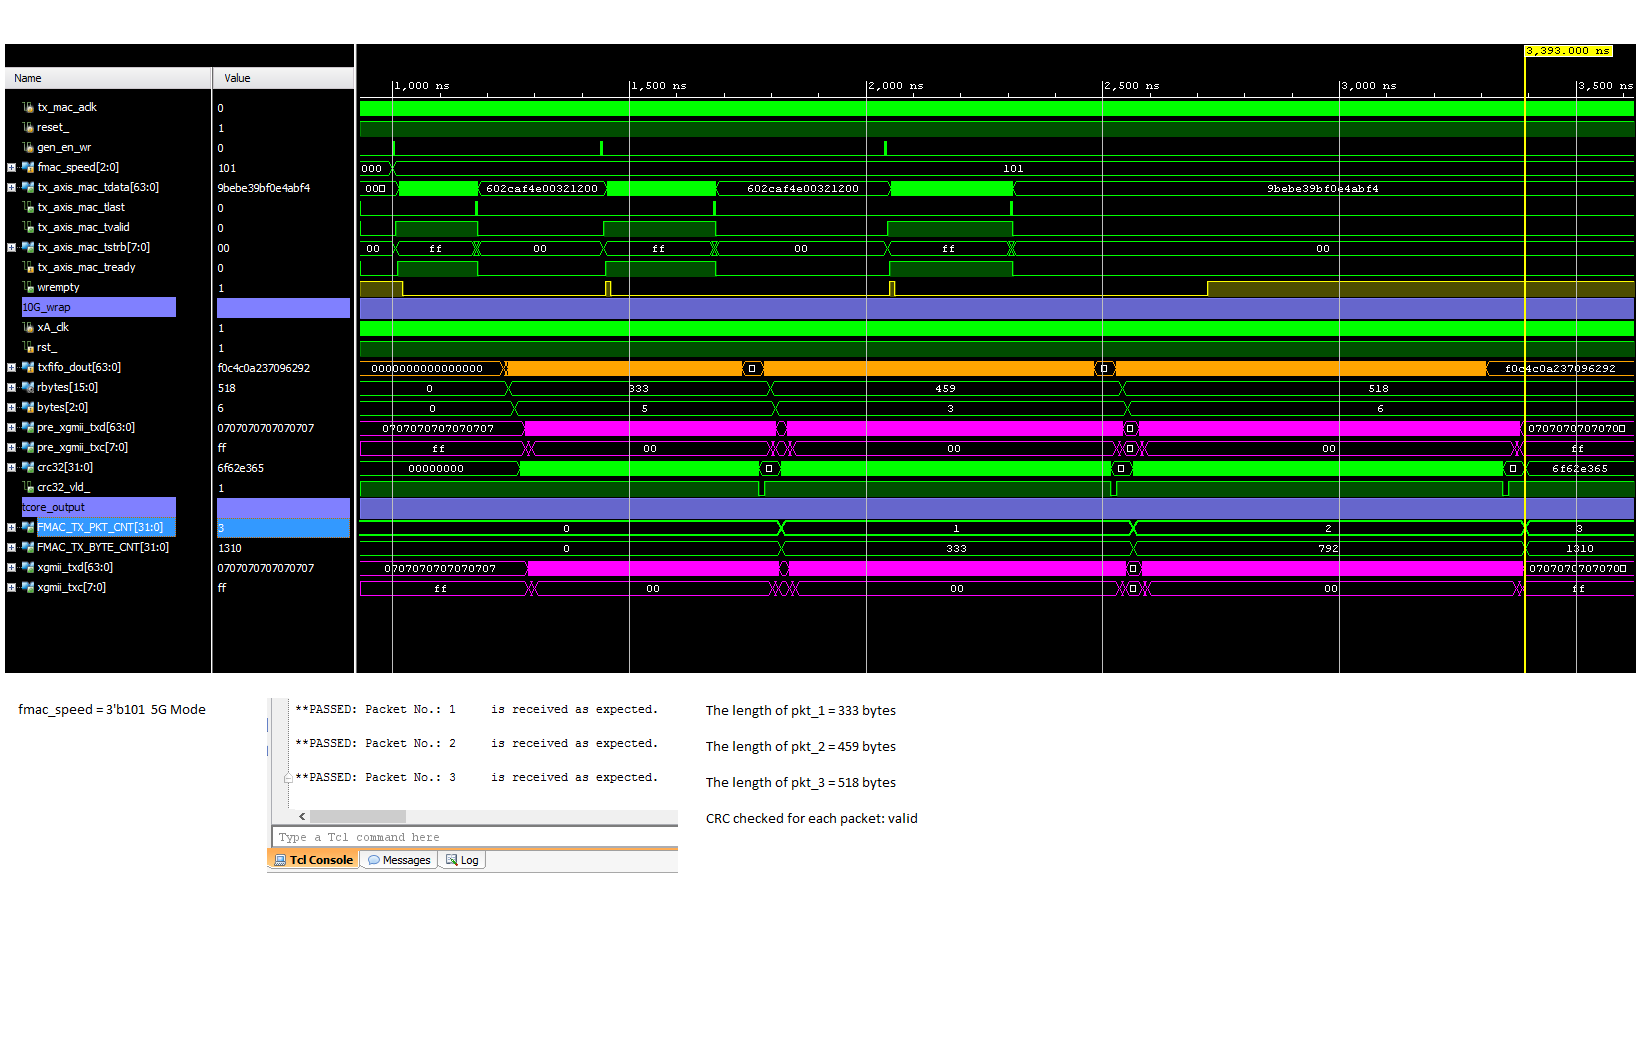 3,393.000 ns
Name Value
1,000 ns 1,500 ns 2,000 ns 2,500 ns 3,000 ns 3,500 ns
tx_mac_aclk 0
reset_ 1
gen_en_wr 0
fmac_speed[2:0] 101 000 101
tx_axis_mac_tdata[63:0] 9bebe39bf0e4abf4 00 602caf4e00321200 602caf4e00321200 9bebe39bf0e4abf4
tx_axis_mac_tlast 0
tx_axis_mac_tvalid 0
tx_axis_mac_tstrb[7:0] 00 00 ff 00 ff 00 ff 00
tx_axis_mac_tready 0
wrempty 1
10G_wrap
xA_clk 1
rst_ 1
txfifo_dout[63:0] f0c4c0a237096292 0000000000000000 f0c4c0a237096292
rbytes[15:0] 518 0 333 459 518
bytes[2:0] 6 0 5 3 6
pre_xgmii_txd[63:0] 0707070707070707 0707070707070707 0707070707070
pre_xgmii_txc[7:0] ff ff 00 00 00 ff
crc32[31:0] 6f62e365 00000000 6f62e365
crc32_vld_ 1
tcore_output
FMAC_TX_PKT_CNT[31:0] 3 0 1 2 3
FMAC_TX_BYTE_CNT[31:0] 1310 0 333 792 1310
xgmii_txd[63:0] 0707070707070707 0707070707070707 0707070707070
xgmii_txc[7:0] ff ff 00 00 00 ff
fmac_speed = 3'b101 5G Mode
**PASSED: Packet No.: 1 is received as expected.
**PASSED: Packet No.: 2 is received as expected.
**PASSED: Packet No.: 3 is received as expected.
Type a Tcl command here
Tcl Console Messages Log
The length of pkt_1 = 333 bytes
The length of pkt_2 = 459 bytes
The length of pkt_3 = 518 bytes
CRC checked for each packet: valid